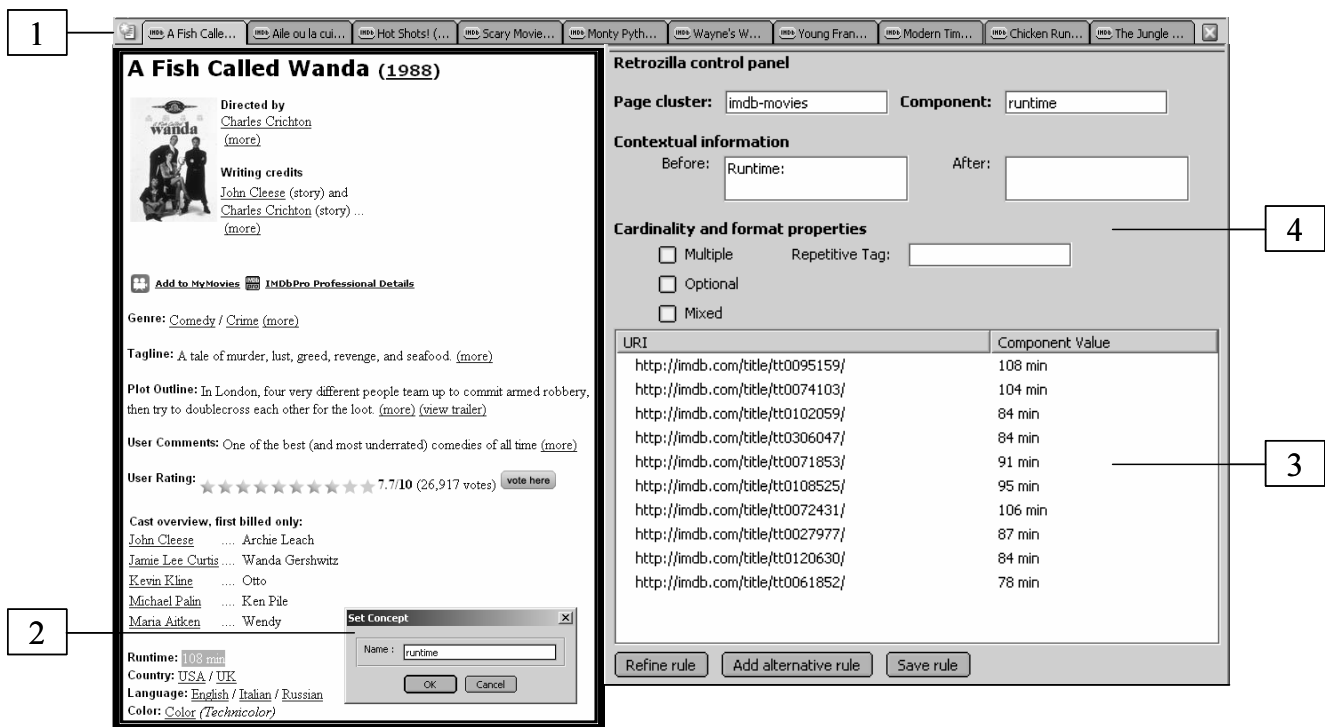 1
A Fish Calle...
Aile ou la cui...
Hot Shots! (...
Scary Movie...
Monty Pyth...
Wayne's W...
Young Fran...
Modern Tim...
Chicken Run...
The Jungle ...
A Fish Called Wanda (1988)
wanda
Directed by
Charles Crichton
(more)
Writing credits
John Cleese (story) and
Charles Crichton (story) ...
(more)
Add to MyMovies IMDbPro Professional Details
Genre: Comedy / Crime (more)
Tagline: A tale of murder, lust, greed, revenge, and seafood. (more)
Plot Outline: In London, four very different people team up to commit armed robbery,
then try to doublecross each other for the loot. (more) (view trailer)
User Comments: One of the best (and most underrated) comedies of all time (more)
User Rating: 7.7/10 (26,917 votes) vote here
Cast overview, first billed only:
John Cleese .... Archie Leach
Jamie Lee Curtis .... Wanda Gershwitz
Kevin Kline .... Otto
Michael Palin .... Ken Pile
Maria Aitken .... Wendy
Runtime: 108 min
Country: USA / UK
Language: English / Italian / Russian
Color: Color (Technicolor)
2
Set Concept
Name : runtime
OK Cancel
Retrozilla control panel
Page cluster: imdb-movies Component: runtime
Contextual information
Before: Runtime: After:
Cardinality and format properties
Multiple Repetitive Tag:
Optional
Mixed
4
URI Component Value
http://imdb.com/title/tt0095159/ 108 min
http://imdb.com/title/tt0074103/ 104 min
http://imdb.com/title/tt0102059/ 84 min
http://imdb.com/title/tt0306047/ 84 min
http://imdb.com/title/tt0071853/ 91 min
http://imdb.com/title/tt0108525/ 95 min
http://imdb.com/title/tt0072431/ 106 min
http://imdb.com/title/tt0027977/ 87 min
http://imdb.com/title/tt0120630/ 84 min
http://imdb.com/title/tt0061852/ 78 min
3
Refine rule Add alternative rule Save rule